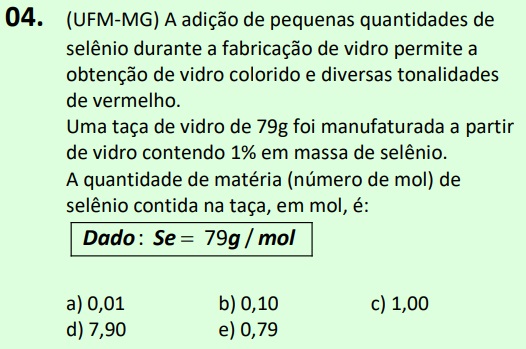 04. (UFM-MG) A adição de pequenas quantidades de
selênio durante a fabricação de vidro permite a
obtenção de vidro colorido e diversas tonalidades
de vermelho.
Uma taça de vidro de 79g foi manufaturada a partir
de vidro contendo 1% em massa de selênio.
A quantidade de matéria (número de mol) de
selênio contida na taça, em mol, é:
Dado: Se = 79g / mol
a) 0,01 b) 0,10 c) 1,00
d) 7,90 e) 0,79